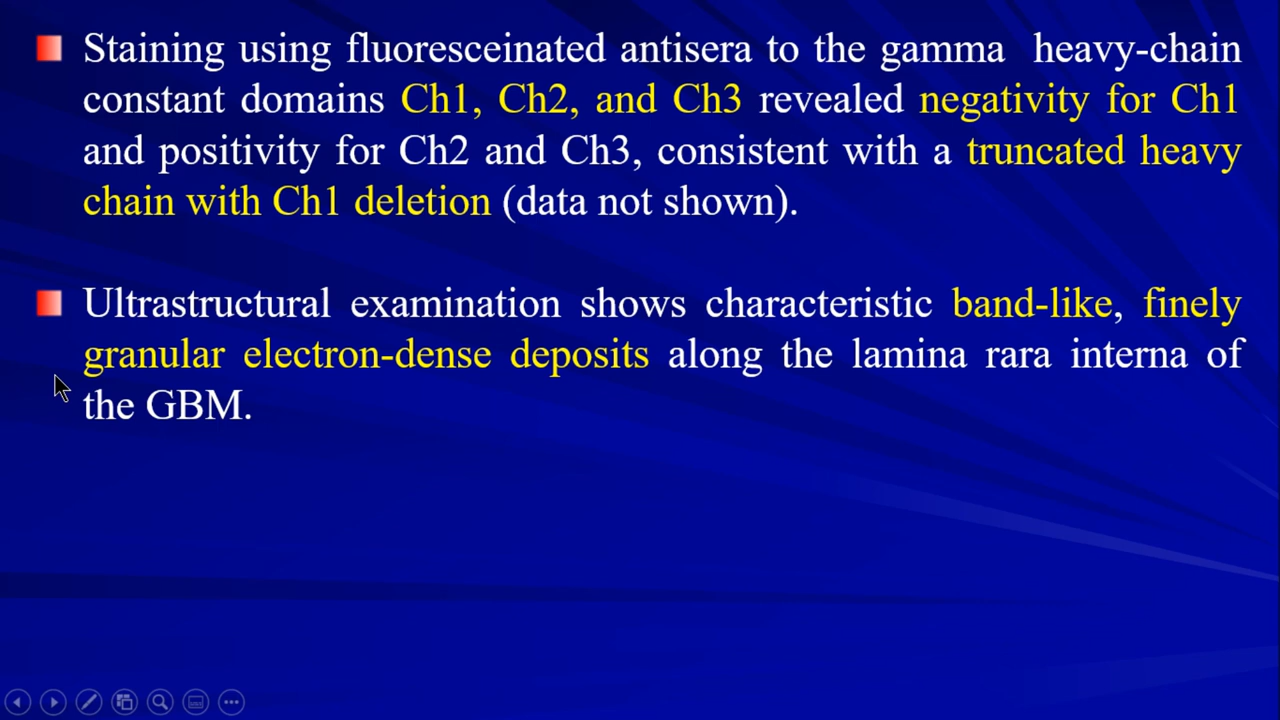 Staining using fluoresceinated antisera to the gamma heavy-chain
constant domains Ch1, Ch2, and Ch3 revealed negativity for Ch1
and positivity for Ch2 and Ch3, consistent with a truncated heavy
chain with Ch1 deletion (data not shown).
Ultrastructural examination shows characteristic band-like, finely
granular electron-dense deposits along the lamina rara interna of
the GBM.